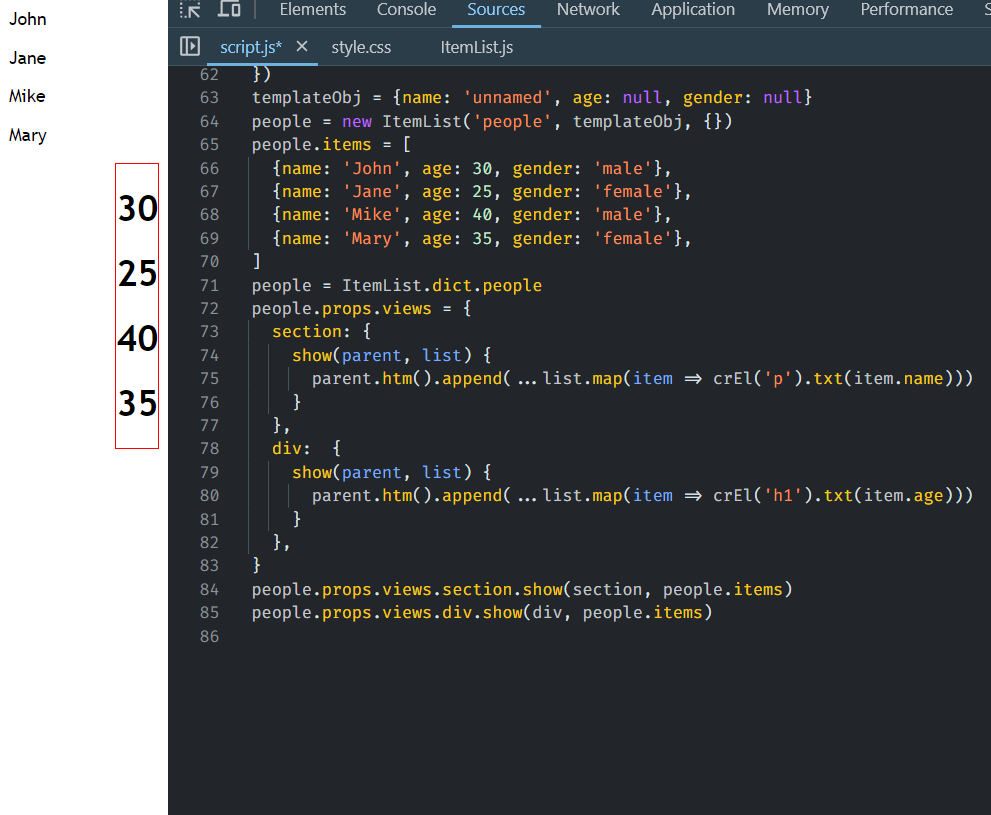 John
Jane
Mike
Mary
30
25
40
35
Elements Console Sources Network Application Memory Performance S
script.js* × style.css ItemList.js
62 })
63 templateObj = {name: 'unnamed', age: null, gender: null}
64 people = new ItemList('people', templateObj, {})
65 people.items = [
66 {name: 'John', age: 30, gender: 'male'},
67 {name: 'Jane', age: 25, gender: 'female'},
68 {name: 'Mike', age: 40, gender: 'male'},
69 {name: 'Mary', age: 35, gender: 'female'},
70 ]
71 people = ItemList.dict.people
72 people.props.views = {
73 section: {
74 show(parent, list) {
75 parent.htm().append(...list.map(item => crEl('p').txt(item.name)))
76 }
77 },
78 div: {
79 show(parent, list) {
80 parent.htm().append(...list.map(item => crEl('h1').txt(item.age)))
81 }
82 },
83 }
84 people.props.views.section.show(section, people.items)
85 people.props.views.div.show(div, people.items)
86